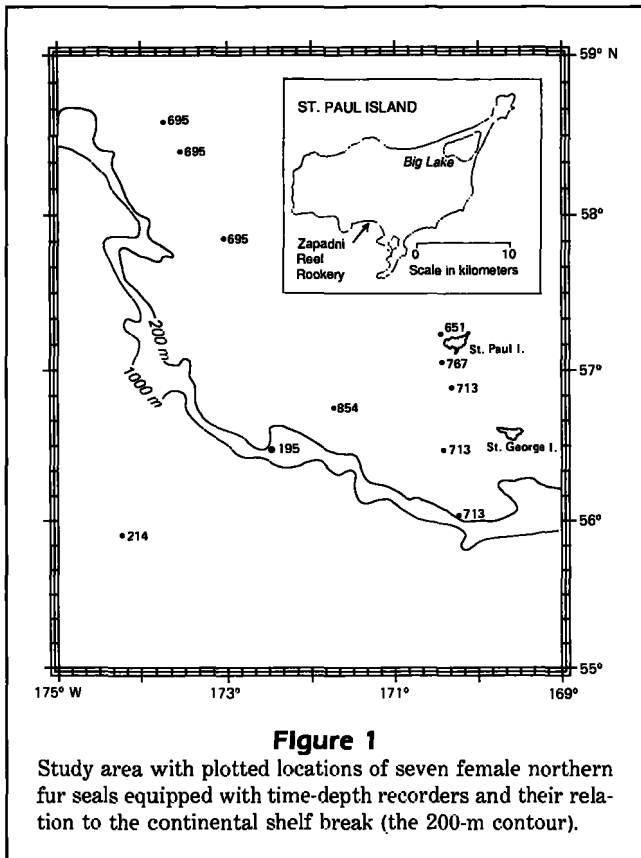 59° N
ST. PAUL ISLAND
Big Lake
Zapadni
Reef
Rookery
0 10
Scale in kilometers
695
695
695
58°
200 m
1000 m
651
St. Paul I.
767
57°
713
854
St. George I.
195
713
713
56°
214
55°
175° W 173° 171° 169°
Figure 1
Study area with plotted locations of seven female northern
fur seals equipped with time-depth recorders and their rela-
tion to the continental shelf break (the 200-m contour).